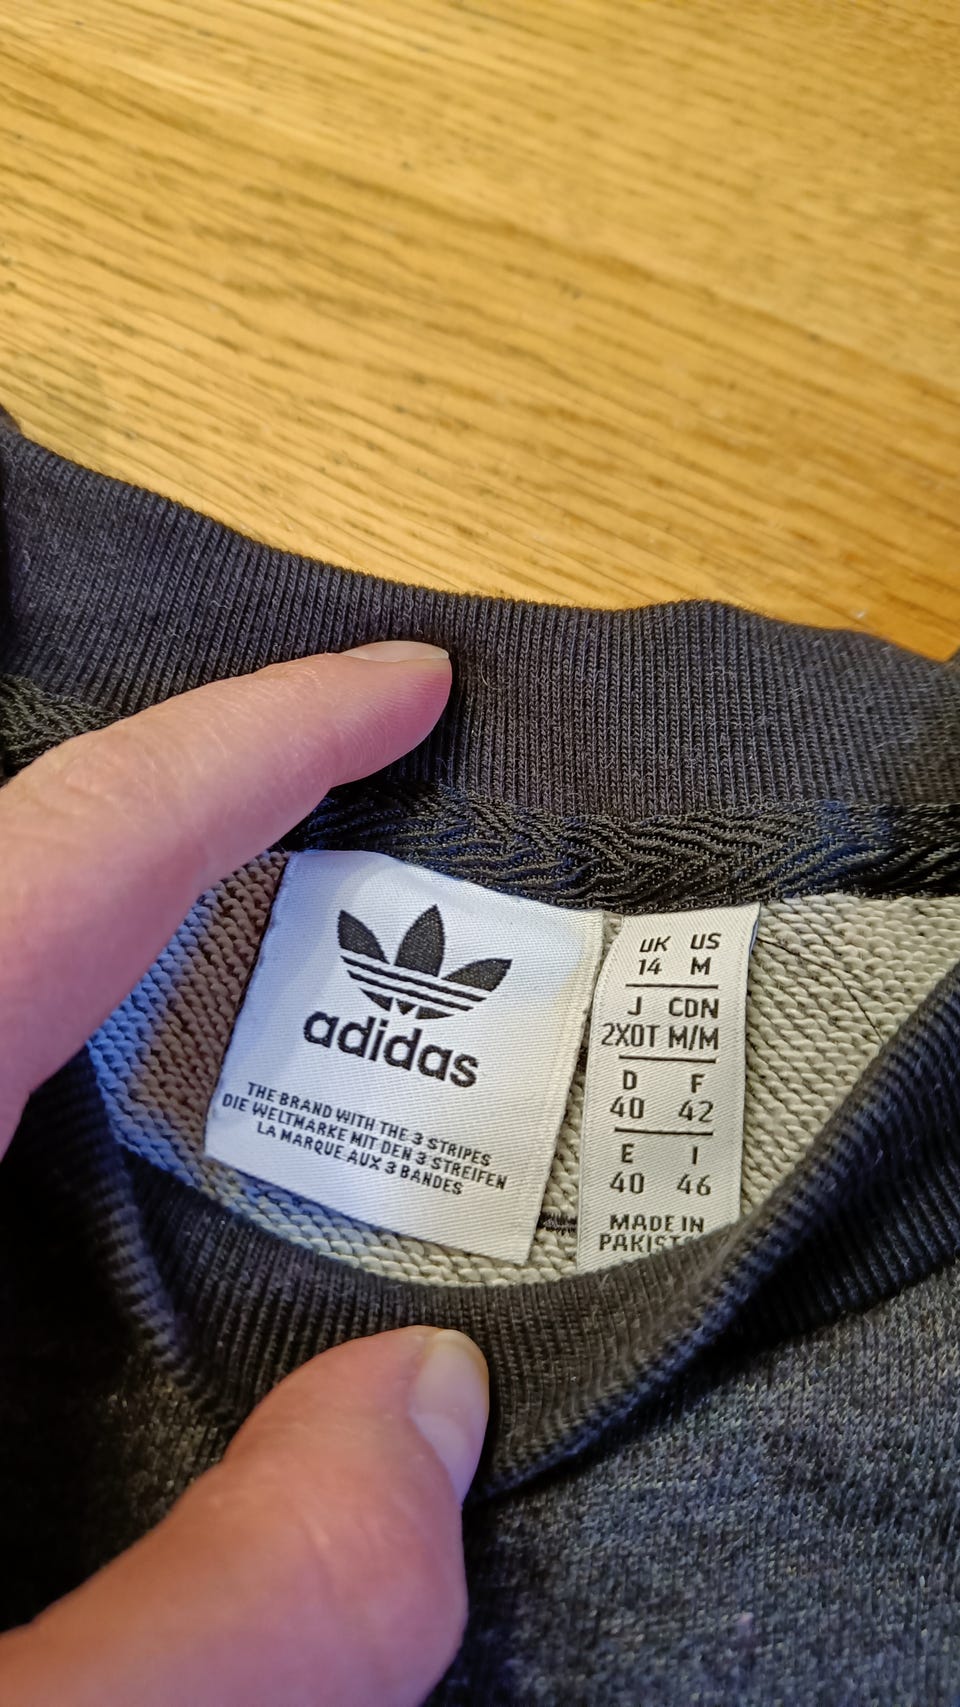 adidas
THE BRAND WITH THE 3 STRIPES
DIE WELTMARKE MIT DEN 3 STREIFEN
LA MARQUE AUX 3 BANDES
UK US
14 M
J CDN
2XOT M/M
D F
40 42
E I
40 46
MADE IN